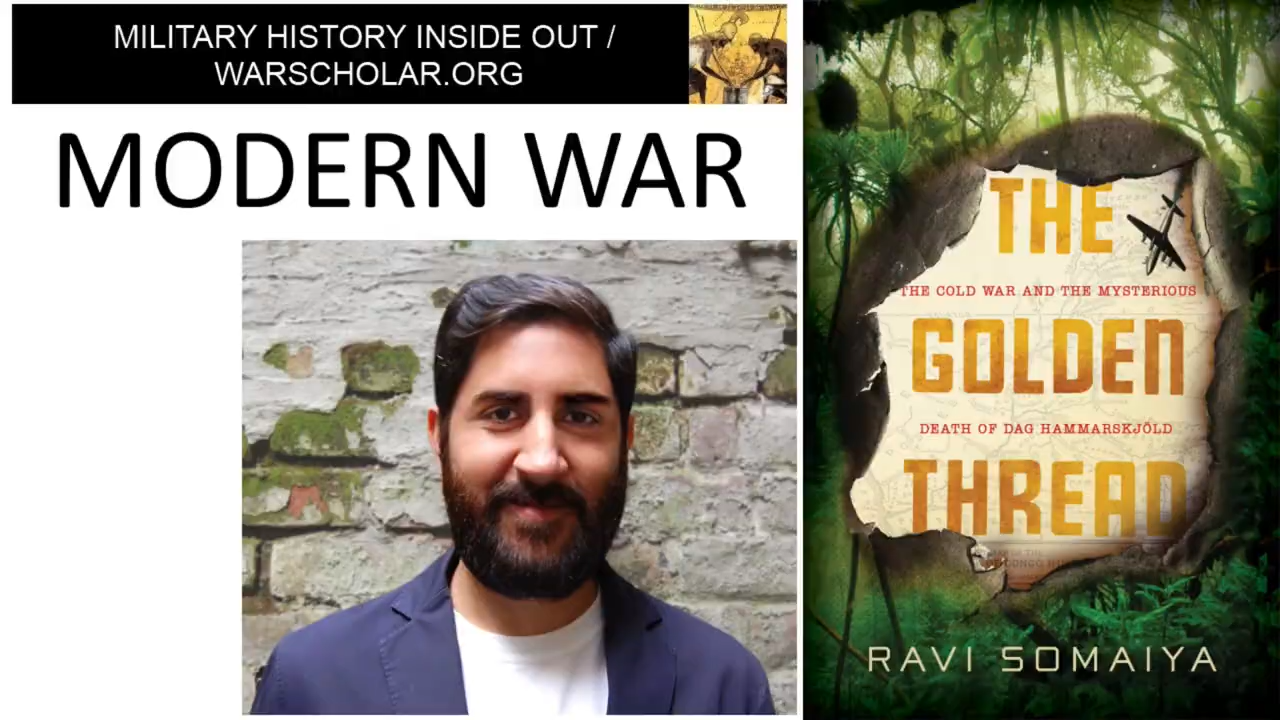 MILITARY HISTORY INSIDE OUT /
WARSCHOLAR.ORG
MODERN WAR
THE
THE COLD WAR AND THE MYSTERIOUS
GOLDEN
DEATH OF DAG HAMMARSKJÖLD
THREAD
RAVI SOMAIYA